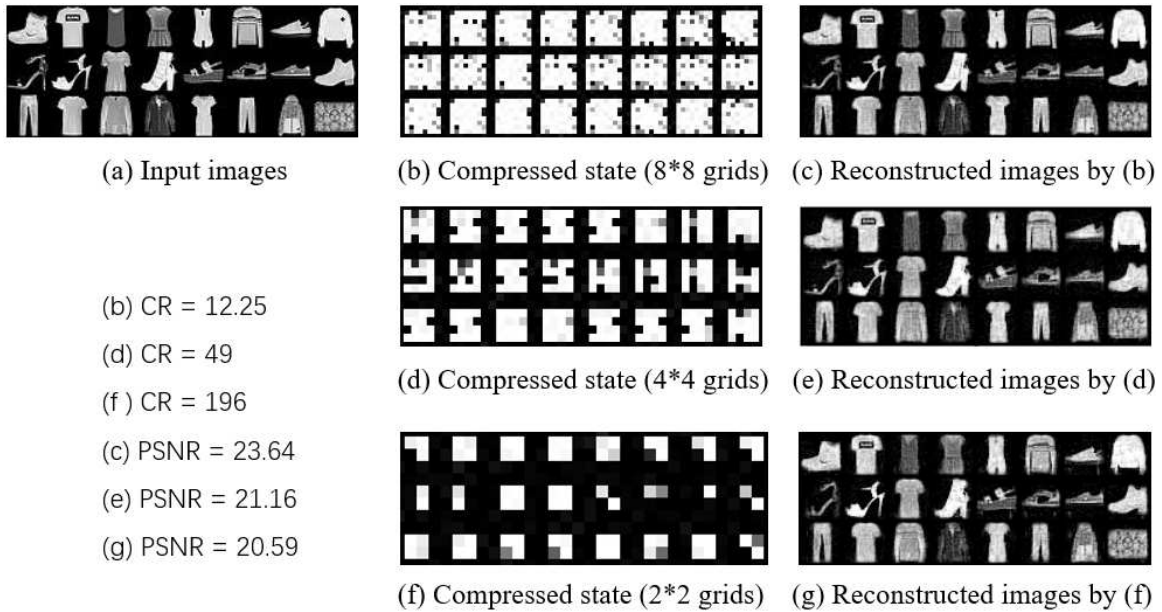 (a) Input images
(b) Compressed state (8*8 grids)
(c) Reconstructed images by (b)
(b) CR = 12.25
(d) CR = 49
(f ) CR = 196
(c) PSNR = 23.64
(e) PSNR = 21.16
(g) PSNR = 20.59
(d) Compressed state (4*4 grids)
(e) Reconstructed images by (d)
(f) Compressed state (2*2 grids)
(g) Reconstructed images by (f)